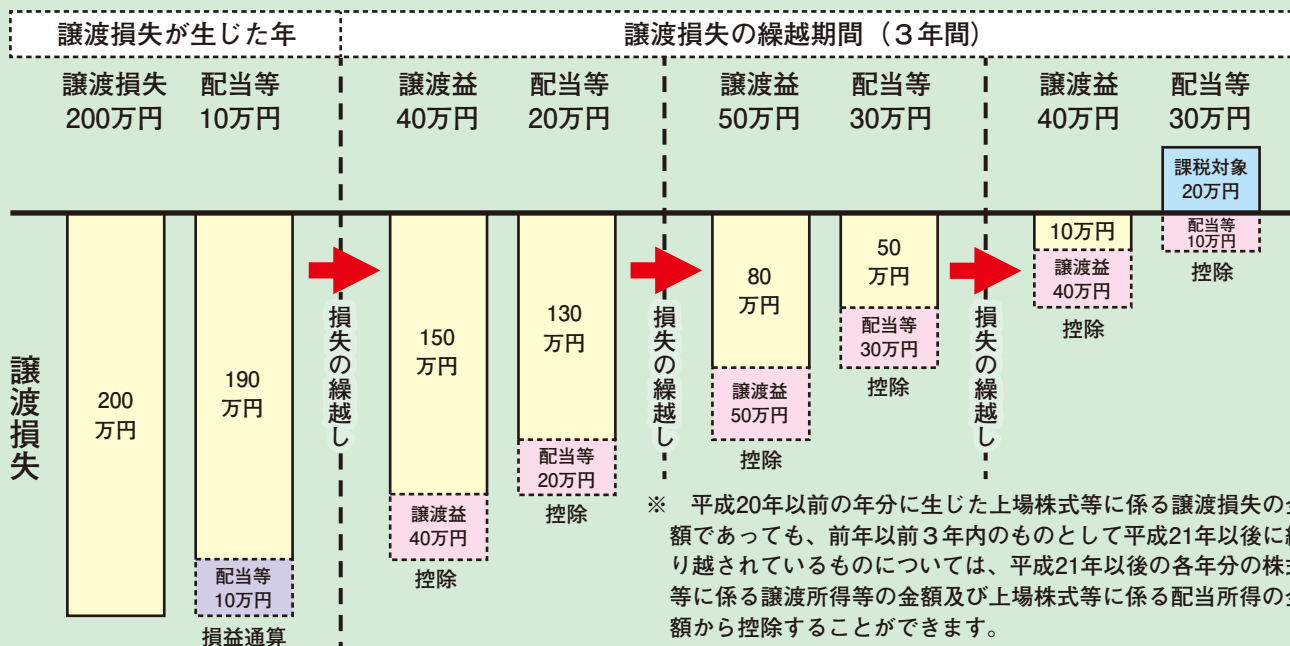 譲渡損失が生じた年
譲渡損失の繰越期間（３年間）
譲渡損失
200万円
配当等
10万円
譲渡益
40万円
配当等
20万円
譲渡益
50万円
配当等
30万円
譲渡益
40万円
配当等
30万円
譲渡損失
200
万円
190
万円
配当等
10万円
損益通算
損失の繰越し
150
万円
譲渡益
40万円
控除
130
万円
配当等
20万円
控除
損失の繰越し
80
万円
譲渡益
50万円
控除
50
万円
配当等
30万円
控除
損失の繰越し
10万円
譲渡益
40万円
控除
課税対象
20万円
配当等
10万円
控除
※　平成20年以前の年分に生じた上場株式等に係る譲渡損失の
額であっても、前年以前３年内のものとして平成21年以後に
り越されているものについては、平成21年以後の各年分の株
等に係る譲渡所得等の金額及び上場株式等に係る配当所得の
額から控除することができます。